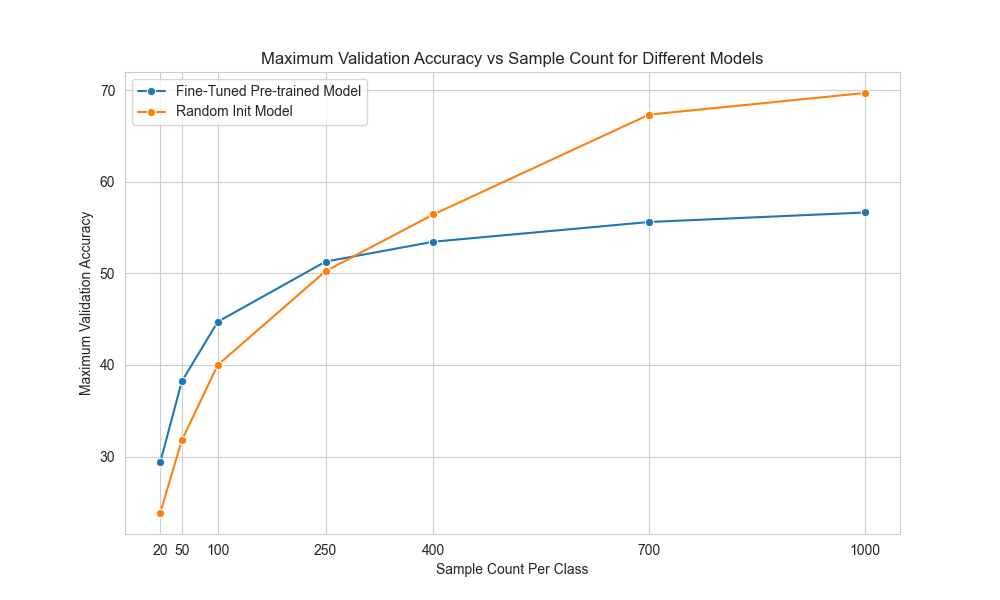 Maximum Validation Accuracy vs Sample Count for Different Models
Fine-Tuned Pre-trained Model
Random Init Model
Maximum Validation Accuracy
70
60
50
40
30
20 50 100 250 400 700 1000
Sample Count Per Class